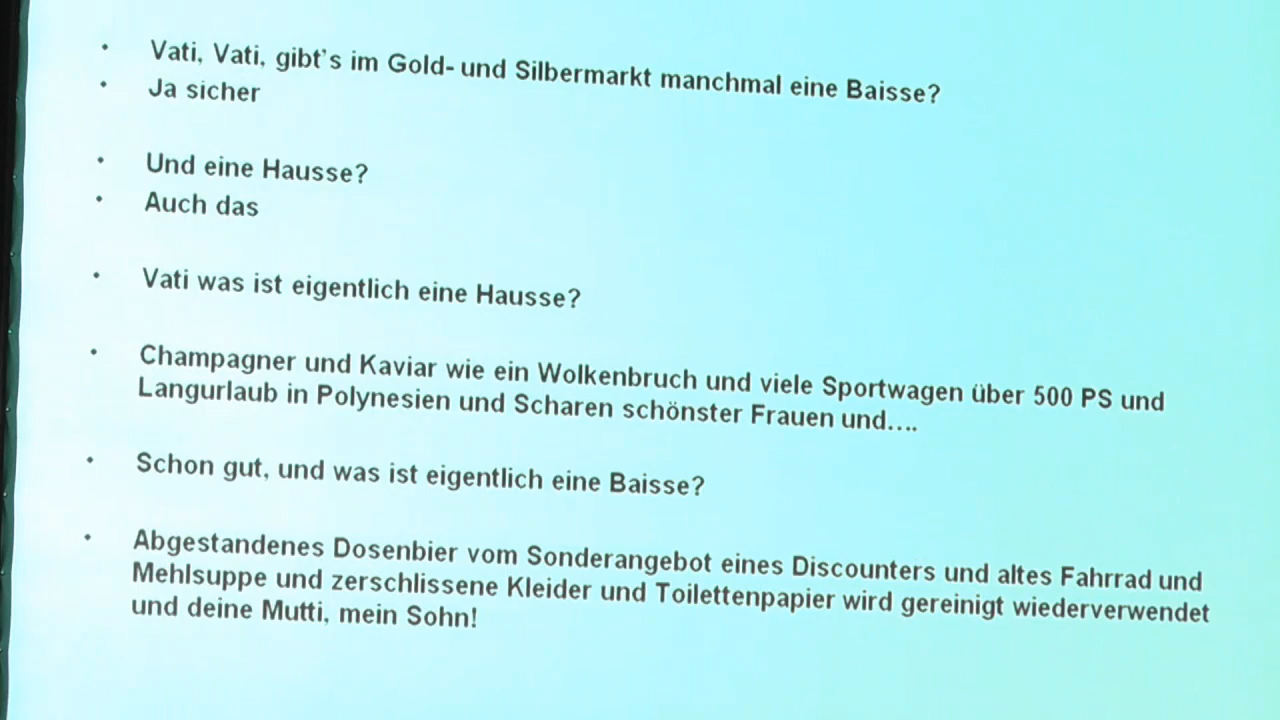 • Vati, Vati, gibt's im Gold- und Silbermarkt manchmal eine Baisse?
• Ja sicher
• Und eine Hausse?
• Auch das
• Vati was ist eigentlich eine Hausse?
• Champagner und Kaviar wie ein Wolkenbruch und viele Sportwagen über 500 PS und
Langurlaub in Polynesien und Scharen schönster Frauen und....
• Schon gut, und was ist eigentlich eine Baisse?
• Abgestandenes Dosenbier vom Sonderangebot eines Discounters und altes Fahrrad und
Mehlsuppe und zerschlissene Kleider und Toilettenpapier wird gereinigt wiederverwendet
und deine Mutti, mein Sohn!